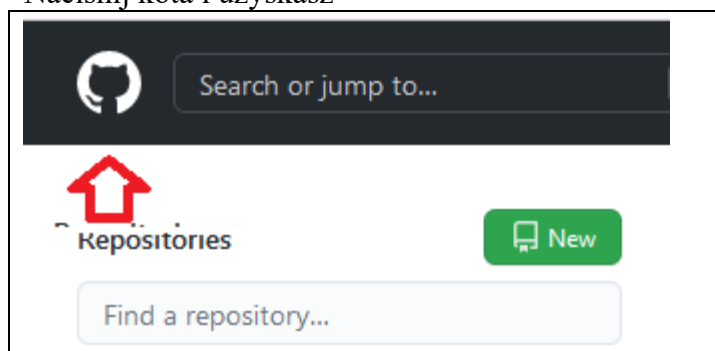 Naciśnij kota i uzyskasz
Search or jump to...
Repositories
New
Find a repository...